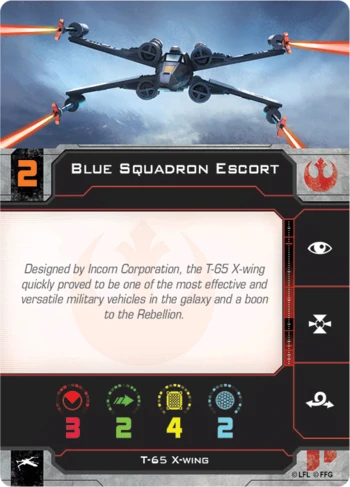 2 Blue Squadron Escort
Designed by Incom Corporation, the T-65 X-wing
quickly proved to be one of the most effective and
versatile military vehicles in the galaxy and a boon
to the Rebellion.
3 2 4 2
T-65 X-wing
© LFL © FFG